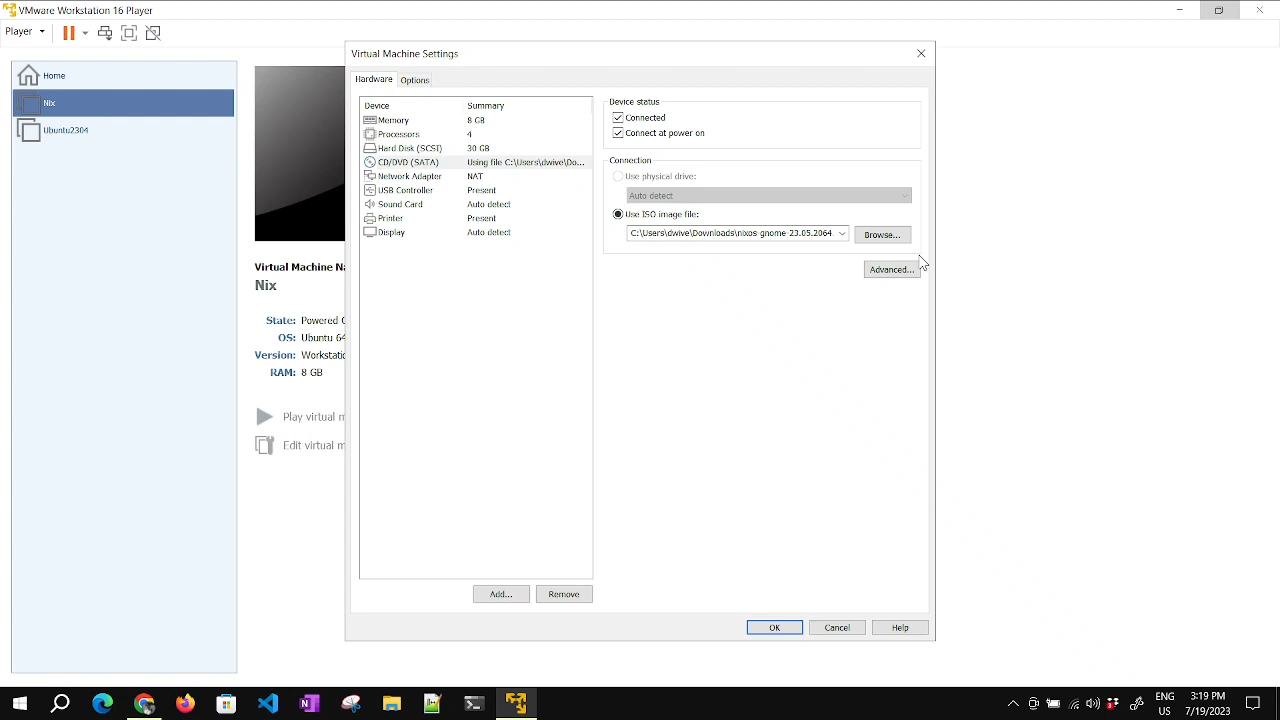 VMware Workstation 16 Player
Player
Home
Nix
Ubuntu2304
Virtual Machine Na
Nix
State: Powered
OS: Ubuntu 64
Version: Workstatio
RAM: 8 GB
Play virtual m
Edit virtual m
Virtual Machine Settings
Hardware Options
Device Summary
Memory 8 GB
Processors 4
Hard Disk (SCSI) 30 GB
CD/DVD (SATA) Using file C:\Users\dwive\Do...
Network Adapter NAT
USB Controller Present
Sound Card Auto detect
Printer Present
Display Auto detect
Add... Remove
Device status
Connected
Connect at power on
Connection
Use physical drive:
Auto detect
Use ISO image file:
C:\Users\dwive\Downloads\nixos-gnome-23.05.2064. Browse...
Advanced...
OK Cancel Help
ENG
US
3:19 PM
7/19/2023